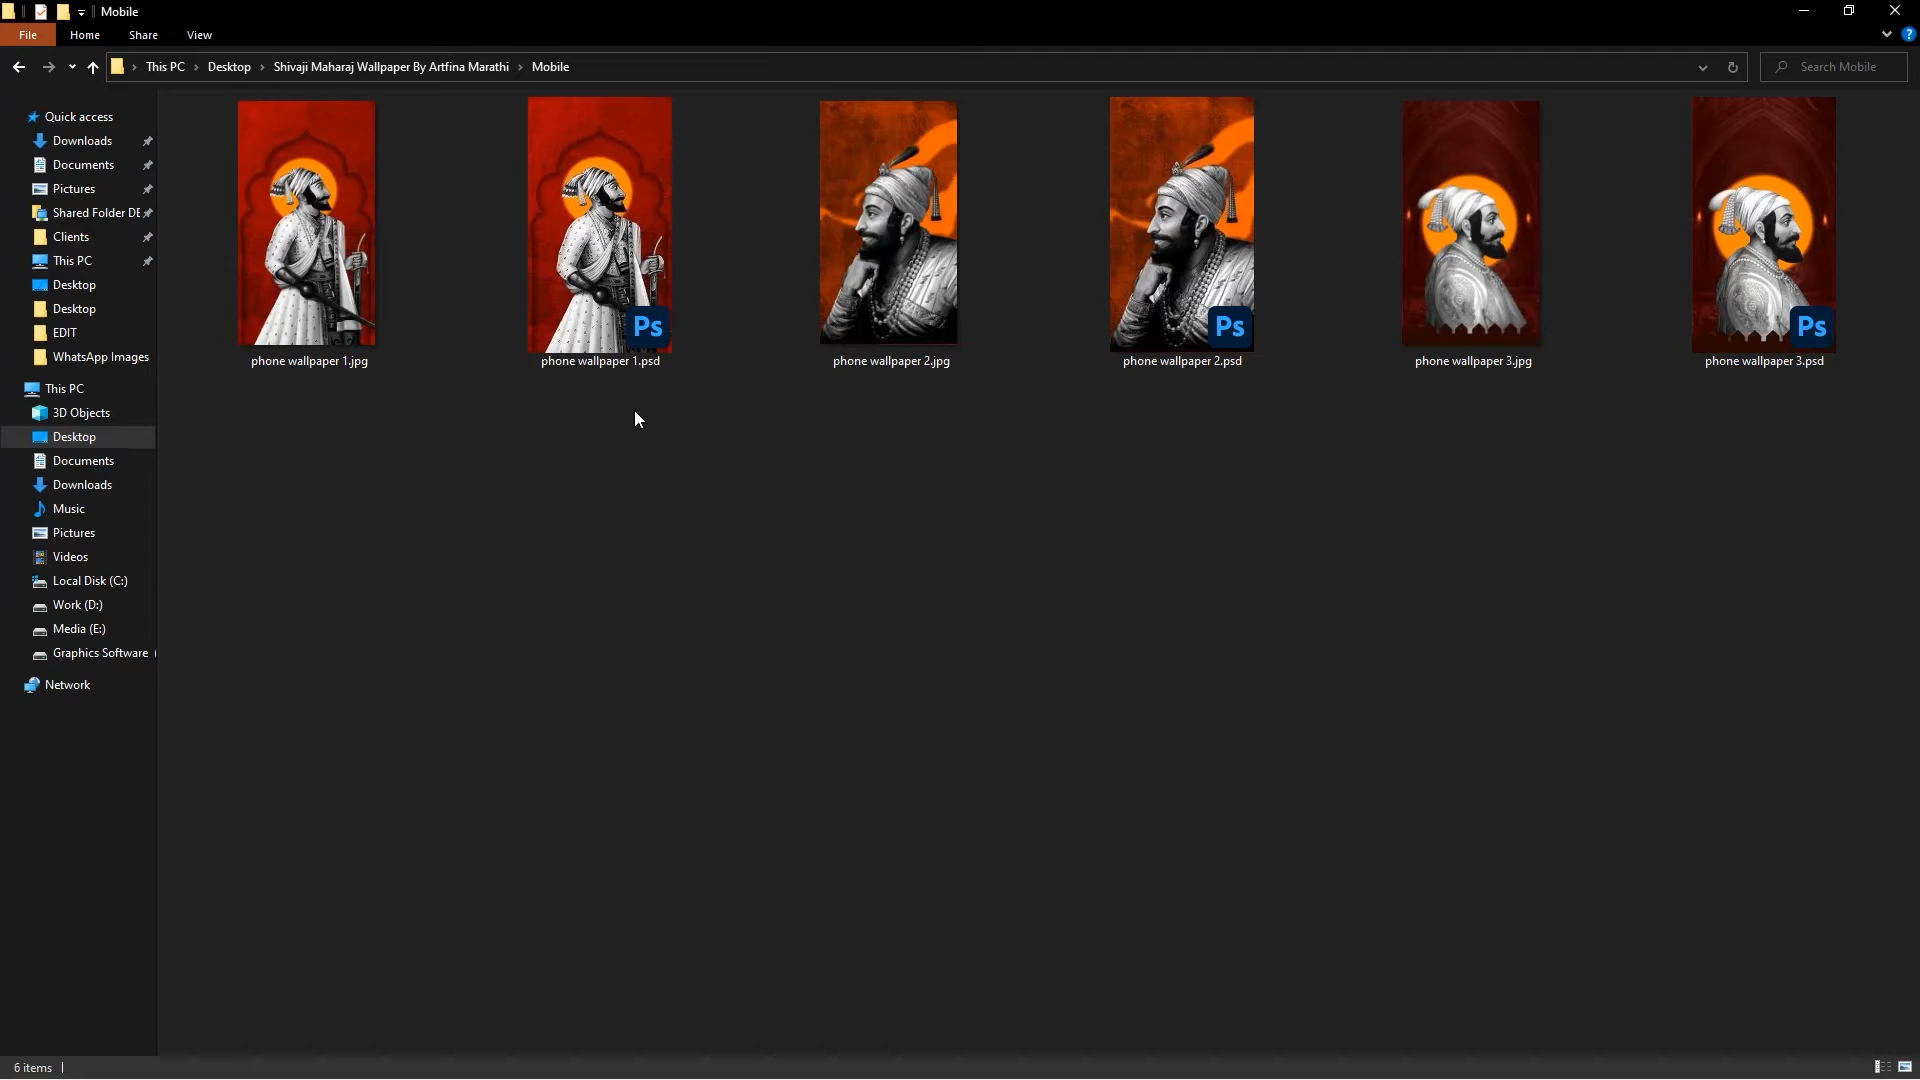 Mobile
File Home Share View
This PC Desktop Shivaji Maharaj Wallpaper By Artfina Marathi Mobile
Search Mobile
Quick access
Downloads
Documents
Pictures
Shared Folder DE
Clients
This PC
Desktop
Desktop
EDIT
WhatsApp Images
This PC
3D Objects
Desktop
Documents
Downloads
Music
Pictures
Videos
Local Disk (C:)
Work (D:)
Media (E:)
Graphics Software (
Network
Ps Ps Ps
phone wallpaper 1.jpg phone wallpaper 1.psd phone wallpaper 2.jpg phone wallpaper 2.psd phone wallpaper 3.jpg phone wallpaper 3.psd
6 items